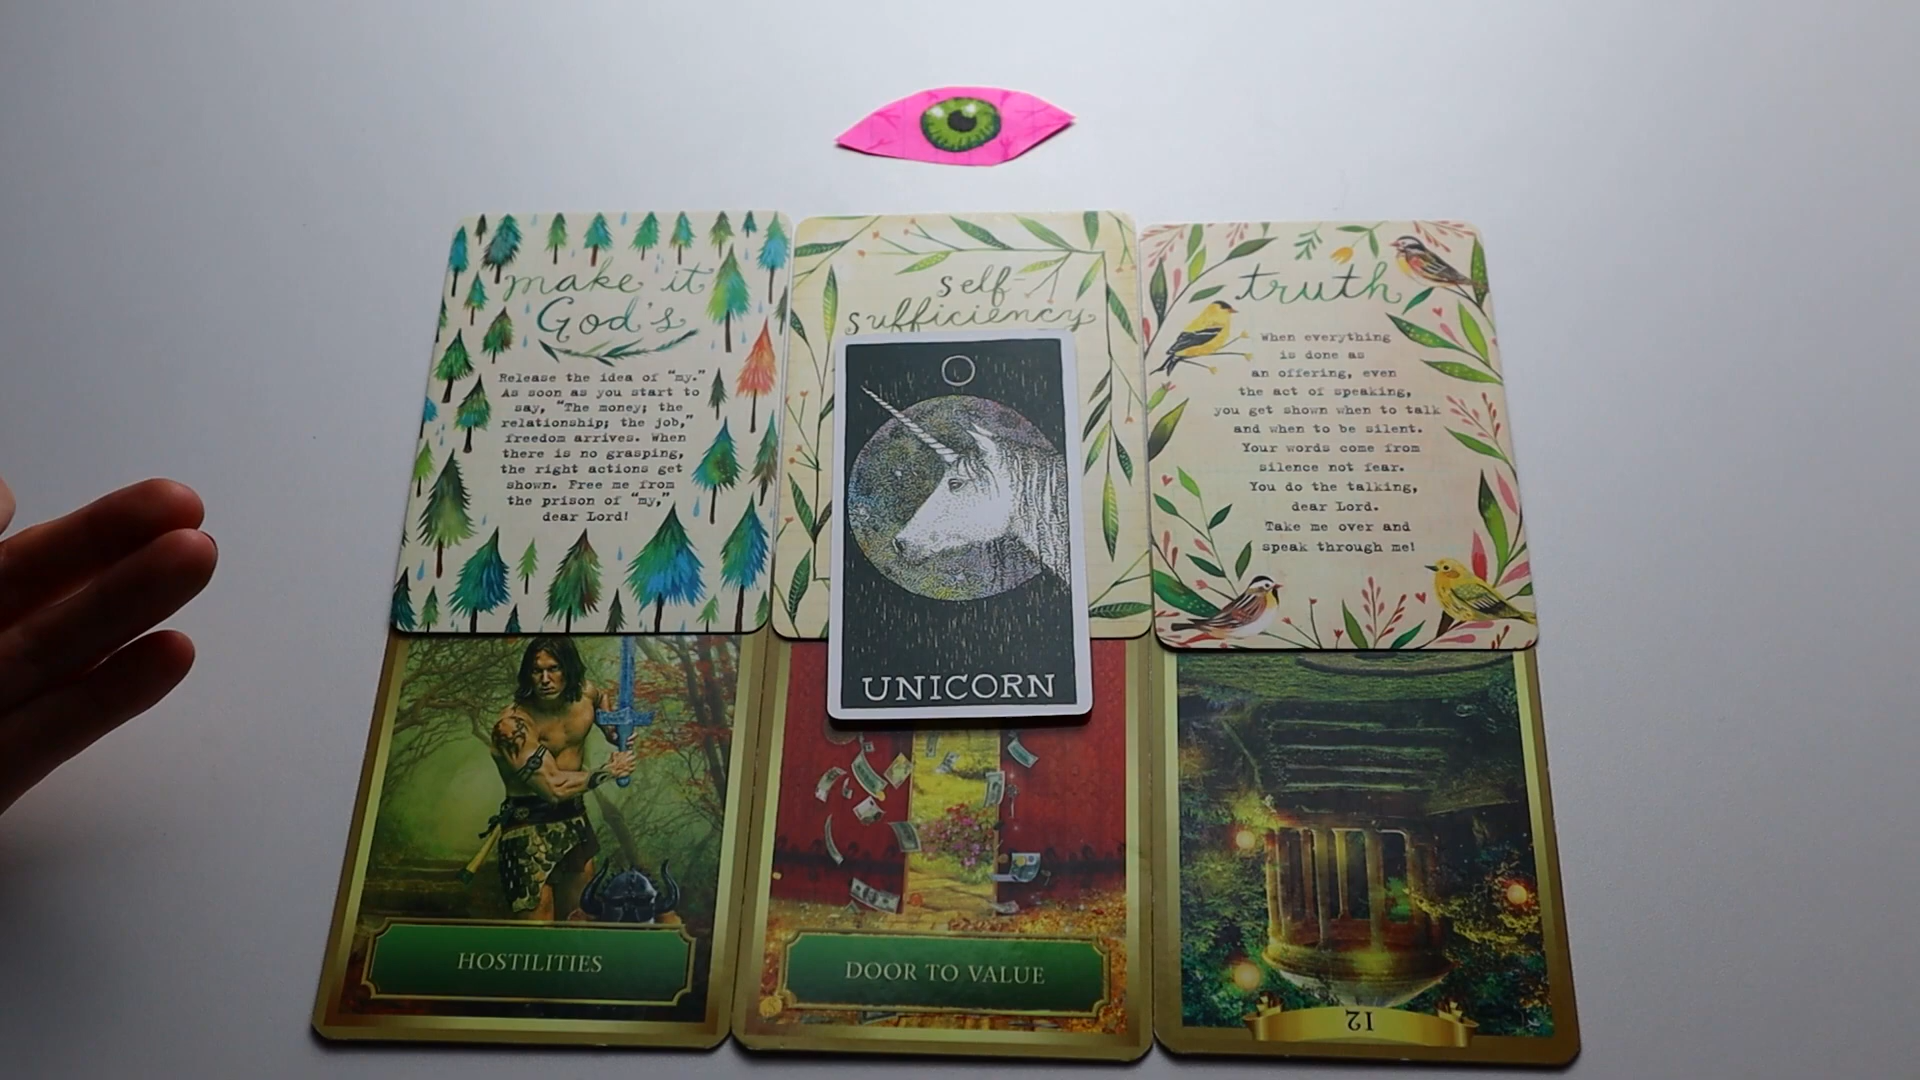 make it
God's
Release the idea of "my."
As soon as you start to
say, "The money; the
relationship; the job,"
freedom arrives. When
there is no grasping,
the right actions get
shown. Free me from
the prison of "my,"
dear Lord!
self-
sufficiency
truth
When everything
is done as
an offering, even
the act of speaking,
you get shown when to talk
and when to be silent.
Your words come from
silence not fear.
You do the talking,
dear Lord.
Take me over and
speak through me!
UNICORN
HOSTILITIES
DOOR TO VALUE
12